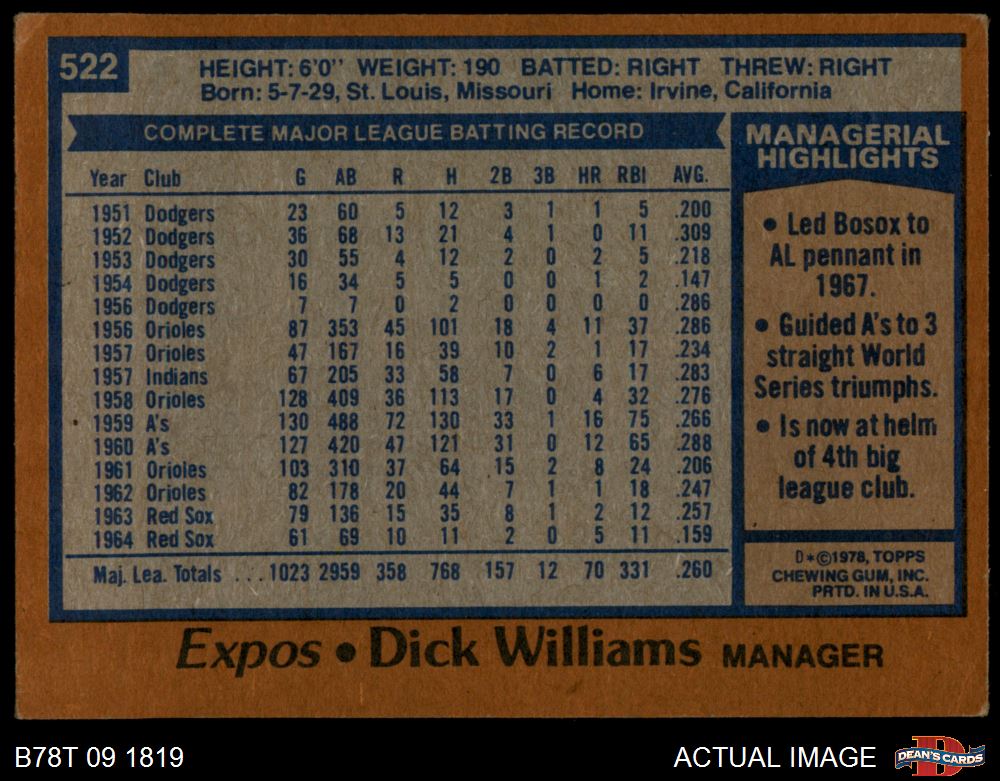 522
HEIGHT: 6'0" WEIGHT: 190 BATTED: RIGHT THREW: RIGHT
Born: 5-7-29, St. Louis, Missouri Home: Irvine, California
COMPLETE MAJOR LEAGUE BATTING RECORD
Year Club G AB R H 2B 3B HR RBI AVG.
1951 Dodgers 23 60 5 12 3 1 1 5 .200
1952 Dodgers 36 68 13 21 4 1 0 11 .309
1953 Dodgers 30 55 4 12 2 0 2 5 .218
1954 Dodgers 16 34 5 5 0 0 1 2 .147
1956 Dodgers 7 7 0 2 0 0 0 0 .286
1956 Orioles 87 353 45 101 18 4 11 37 .286
1957 Orioles 47 167 16 39 10 2 1 17 .234
1957 Indians 67 205 33 58 7 0 6 17 .283
1958 Orioles 128 409 36 113 17 0 4 32 .276
1959 A's 130 488 72 130 33 1 16 75 .266
1960 A's 127 420 47 121 31 0 12 65 .288
1961 Orioles 103 310 37 64 15 2 8 24 .206
1962 Orioles 82 178 20 44 7 1 1 18 .247
1963 Red Sox 79 136 15 35 8 1 2 12 .257
1964 Red Sox 61 69 10 11 2 0 5 11 .159
Maj. Lea. Totals ...1023 2959 358 768 157 12 70 331 .260
MANAGERIAL
HIGHLIGHTS
• Led Bosox to
AL pennant in
1967.
• Guided A's to 3
straight World
Series triumphs.
• Is now at helm
of 4th big
league club.
D*©1978, TOPPS
CHEWING GUM, INC.
PRTD. IN U.S.A.
Expos • Dick Williams MANAGER
B78T 09 1819
ACTUAL IMAGE
D
DEAN'S CARDS